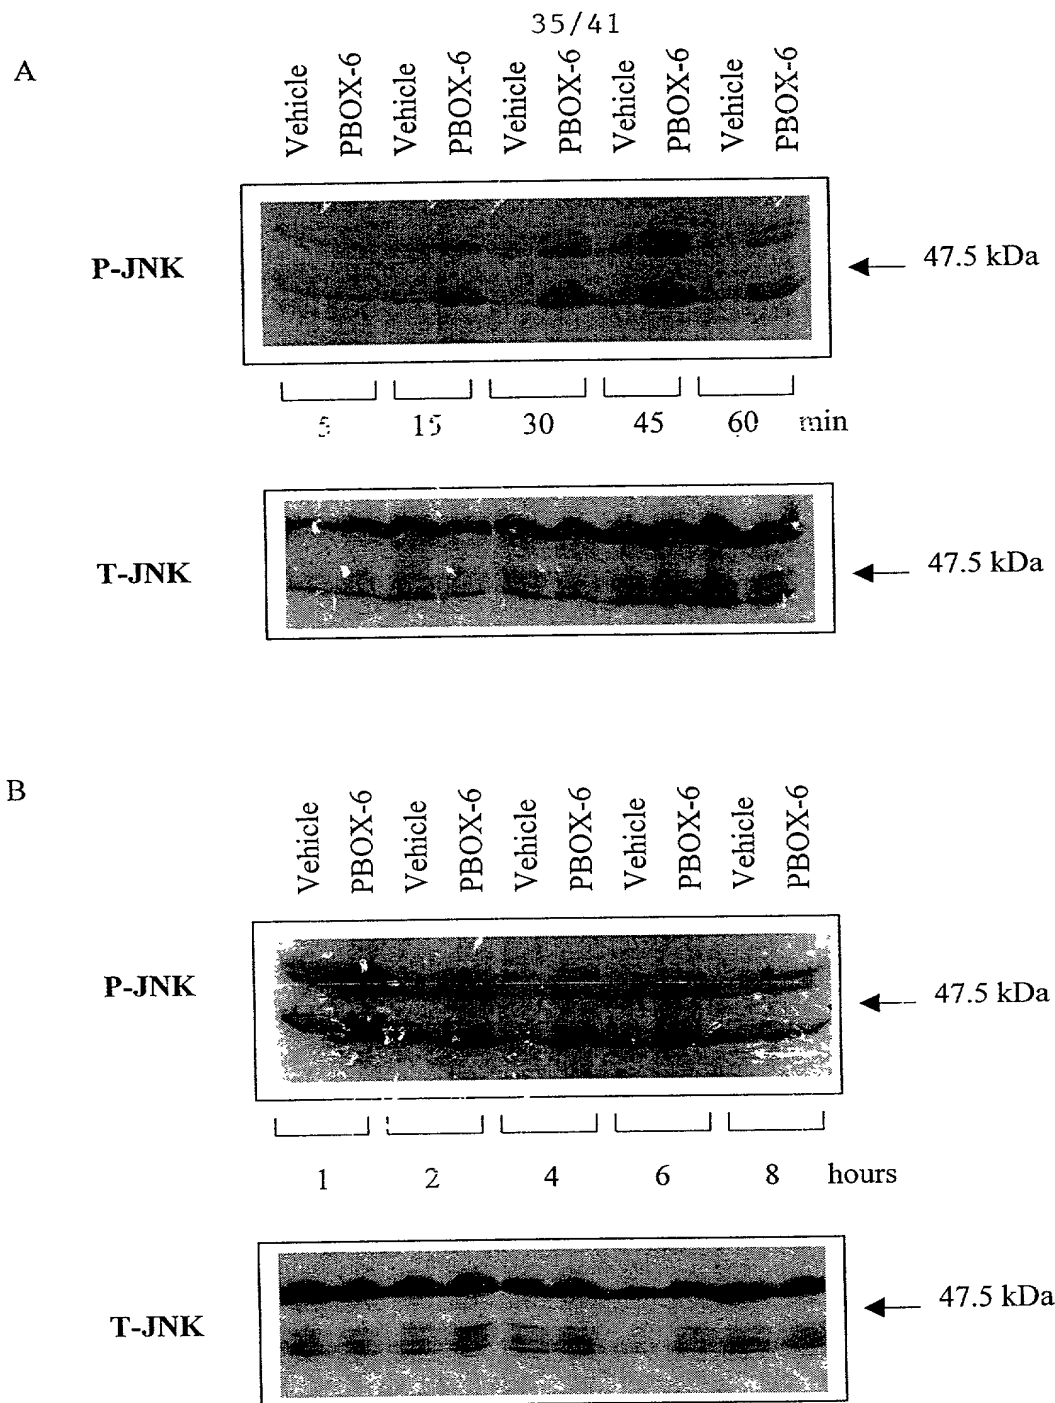 35/41
A
Vehicle PBOX-6 Vehicle PBOX-6 Vehicle PBOX-6 Vehicle PBOX-6 Vehicle PBOX-6
P-JNK
47.5 kDa
5 15 30 45 60 min
T-JNK
47.5 kDa
B
Vehicle PBOX-6 Vehicle PBOX-6 Vehicle PBOX-6 Vehicle PBOX-6 Vehicle PBOX-6
P-JNK
47.5 kDa
1 2 4 6 8 hours
T-JNK
47.5 kDa